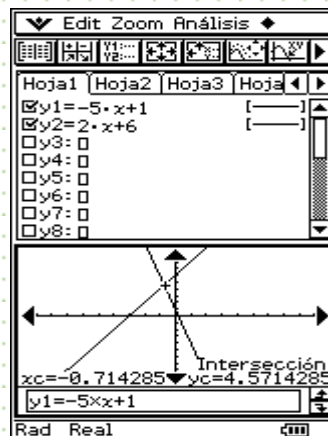 Edit Zoom Análisis
Hoja1 Hoja2 Hoja3 Hoja
y1=-5·x+1 [——]
y2=2·x+6 [——]
y3:
y4:
y5:
y6:
y7:
y8:
Intersección
xc=-0.714285 yc=4.5714285
y1=-5×x+1
Rad Real